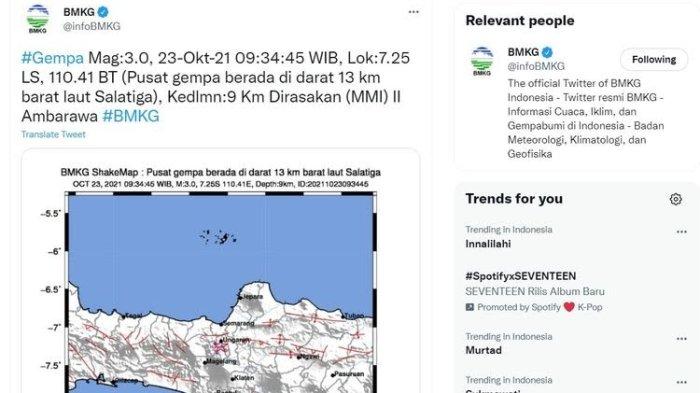 BMKG
@infoBMKG
#Gempa Mag:3.0, 23-Okt-21 09:34:45 WIB, Lok:7.25
LS, 110.41 BT (Pusat gempa berada di darat 13 km
barat laut Salatiga), Kedlmn:9 Km Dirasakan (MMI) II
Ambarawa #BMKG
Translate Tweet
BMKG ShakeMap : Pusat gempa berada di darat 13 km barat laut Salatiga
OCT 23, 2021 09:34:45 WIB, M:3.0, 7.25S 110.41E, Depth:9km, ID:20211023093445
-5.5°
-6°
-6.5°
-7°
-7.5°
Jepara
Tegal
Semarang
Tuban
Ungaran
Magelang
Ngawi
Klaten
Pasuruan
Cilacap
Relevant people
BMKG
@infoBMKG
Following
The official Twitter of BMKG
Indonesia - Twitter resmi BMKG -
Informasi Cuaca, Iklim, dan
Gempabumi di Indonesia - Badan
Meteorologi, Klimatologi, dan
Geofisika
Trends for you
Trending in Indonesia
Innalilahi
#SpotifyxSEVENTEEN
SEVENTEEN Rilis Album Baru
Promoted by Spotify ❤️ K-Pop
Trending in Indonesia
Murtad
Trending in Indonesia